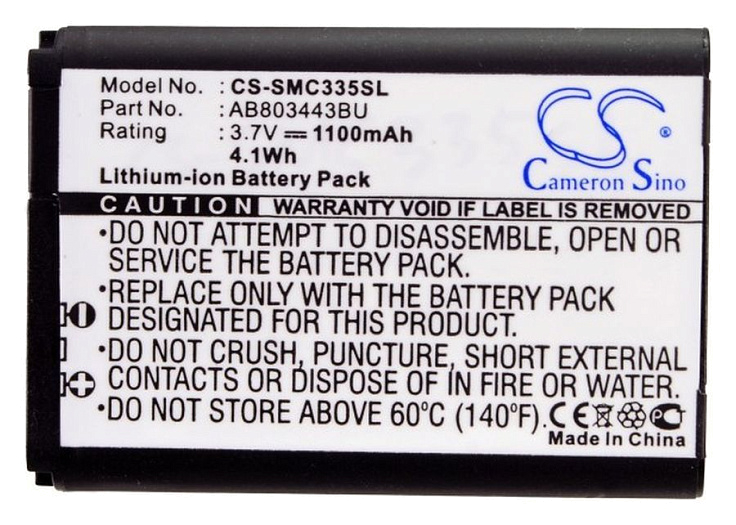 Model No. : CS-SMC335SL
Part No. : AB803443BU
Rating : 3.7V 1100mAh
4.1Wh
Lithium-ion Battery Pack
CS
®
Cameron Sino
CAUTION WARRANTY VOID IF LABEL IS REMOVED
•DO NOT ATTEMPT TO DISASSEMBLE, OPEN OR
SERVICE THE BATTERY PACK.
•REPLACE ONLY WITH THE BATTERY PACK
DESIGNATED FOR THIS PRODUCT.
•DO NOT CRUSH, PUNCTURE, SHORT EXTERNAL
CONTACTS OR DISPOSE OF IN FIRE OR WATER.
•DO NOT STORE ABOVE 60°C (140°F). CE
Made In China